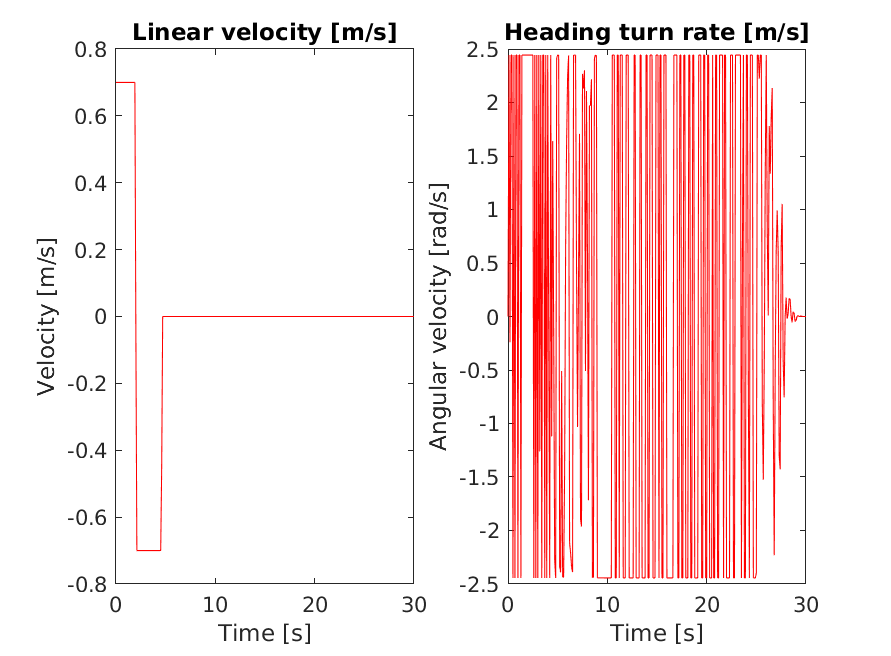 Linear velocity [m/s]
Velocity [m/s]
0.8
0.6
0.4
0.2
0
-0.2
-0.4
-0.6
-0.8
0 10 20 30
Time [s]
Heading turn rate [m/s]
Angular velocity [rad/s]
2.5
2
1.5
1
0.5
0
-0.5
-1
-1.5
-2
-2.5
0 10 20 30
Time [s]